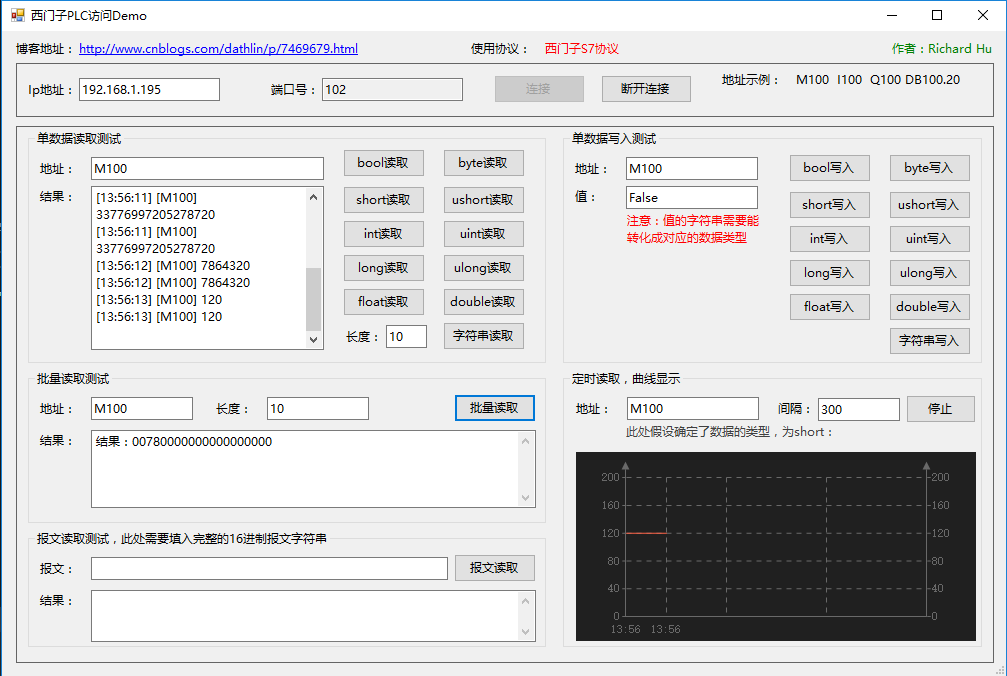 西门子PLC访问Demo
博客地址： http://www.cnblogs.com/dathlin/p/7469679.html 使用协议： 西门子S7协议 作者：Richard Hu
Ip地址： 192.168.1.195 端口号： 102 连接 断开连接 地址示例： M100 I100 Q100 DB100.20
单数据读取测试
地址： M100 bool读取 byte读取
结果： [13:56:11] [M100]
33776997205278720
[13:56:11] [M100]
33776997205278720
[13:56:12] [M100] 7864320
[13:56:12] [M100] 7864320
[13:56:13] [M100] 120
[13:56:13] [M100] 120
short读取 ushort读取
int读取 uint读取
long读取 ulong读取
float读取 double读取
长度： 10 字符串读取
单数据写入测试
地址： M100 bool写入 byte写入
值： False short写入 ushort写入
注意：值的字符串需要能
转化成对应的数据类型
int写入 uint写入
long写入 ulong写入
float写入 double写入
字符串写入
批量读取测试
地址： M100 长度： 10 批量读取
结果： 结果：00780000000000000000
定时读取，曲线显示
地址： M100 间隔： 300 停止
此处假设确定了数据的类型，为short：
200 200
160 160
120 120
80 80
40 40
0 0
13:56 13:56
报文读取测试，此处需要填入完整的16进制报文字符串
报文： 报文读取
结果：